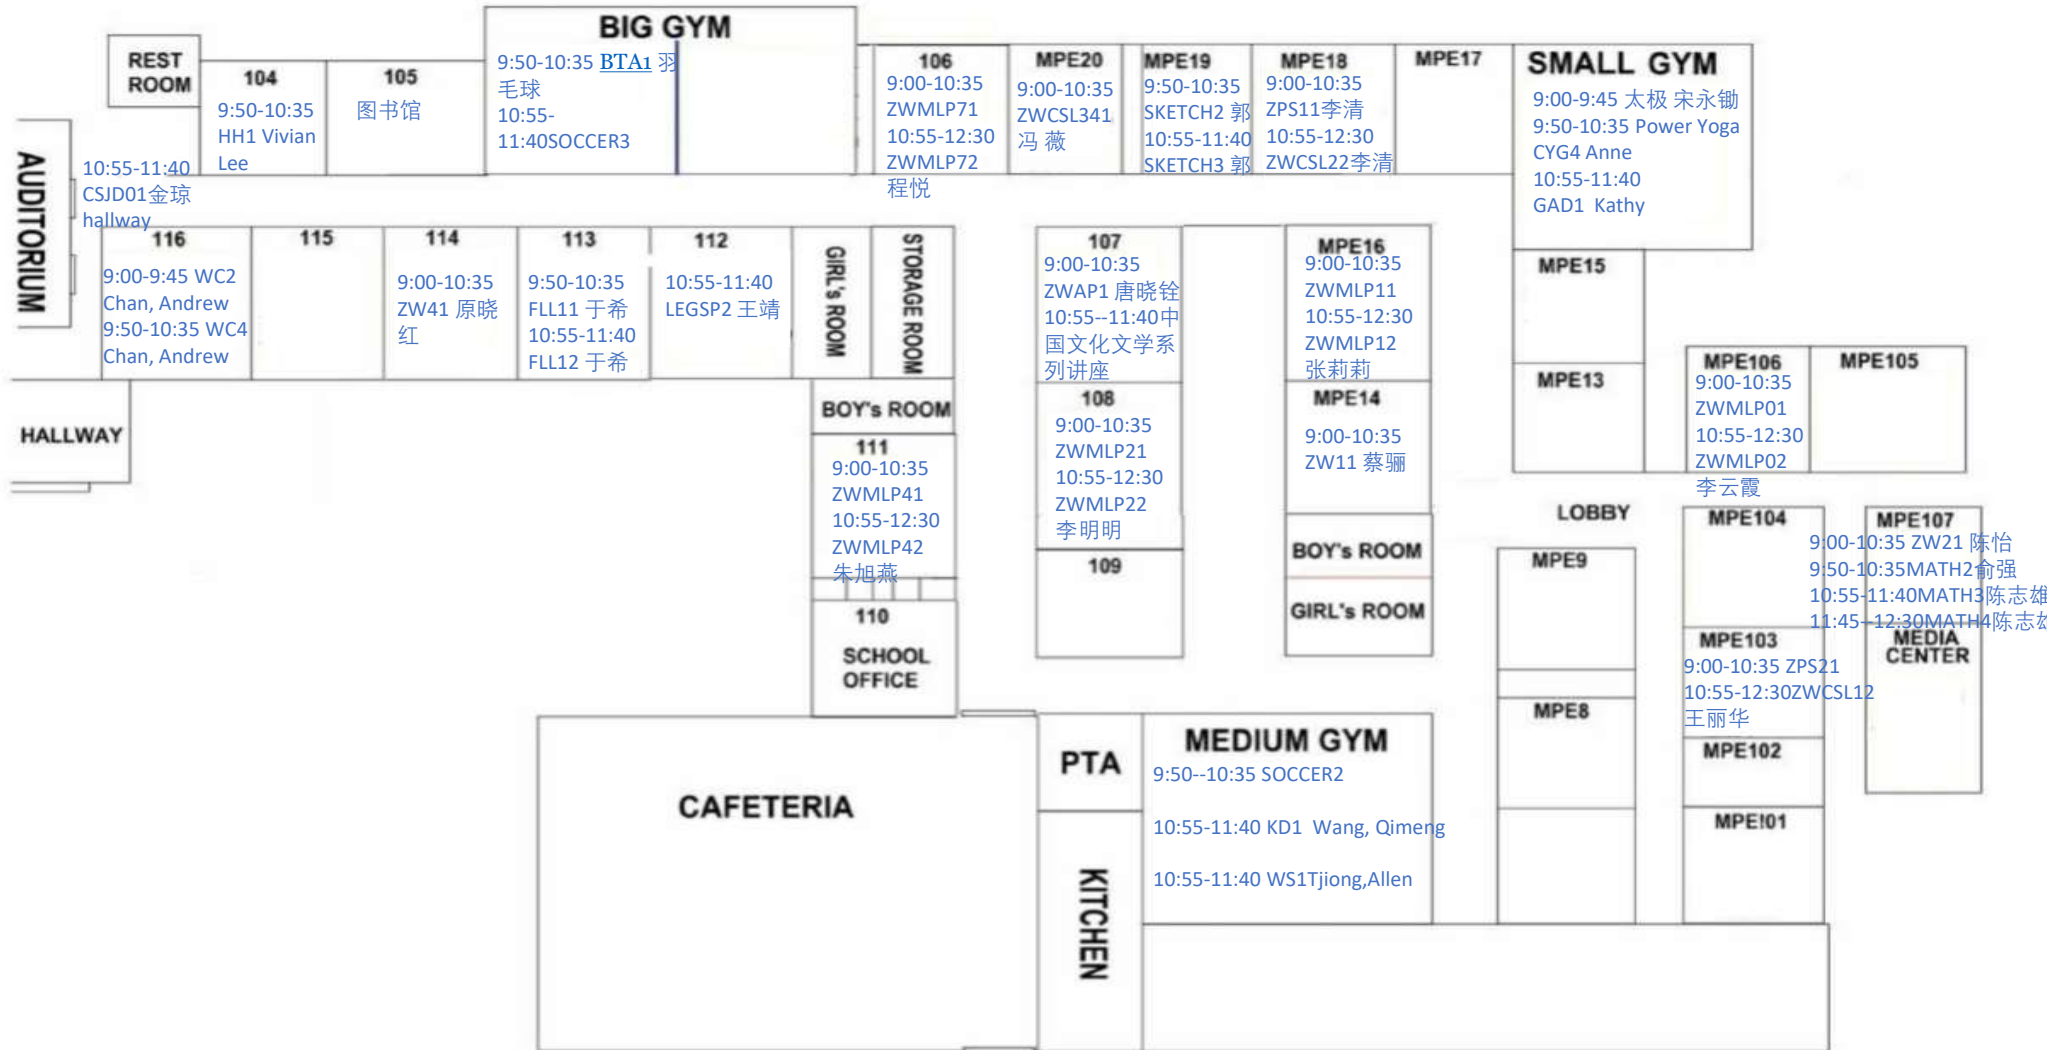 BIG GYM
9:50-10:35 BTA1 羽
毛球
10:55-
11:40SOCCER3
REST
ROOM
104
9:50-10:35
HH1 Vivian
Lee
105
图书馆
106
9:00-10:35
ZWMLP71
10:55-12:30
ZWMLP72
程悦
MPE20
9:00-10:35
ZWCSL341
冯 薇
MPE19
9:50-10:35
SKETCH2 郭
10:55-11:40
SKETCH3 郭
MPE18
9:00-10:35
ZPS11李清
10:55-12:30
ZWCSL22李清
MPE17
SMALL GYM
9:00-9:45 太极 宋永锄
9:50-10:35 Power Yoga
CYG4 Anne
10:55-11:40
GAD1 Kathy
AUDITORIUM
10:55-11:40
CSJD01金琼
hallway
116
9:00-9:45 WC2
Chan, Andrew
9:50-10:35 WC4
Chan, Andrew
115
114
9:00-10:35
ZW41 原晓
红
113
9:50-10:35
FLL11 于希
10:55-11:40
FLL12 于希
112
10:55-11:40
LEGSP2 王靖
GIRL's ROOM
STORAGE ROOM
107
9:00-10:35
ZWAP1 唐晓铨
10:55--11:40中
国文化文学系
列讲座
MPE16
9:00-10:35
ZWMLP11
10:55-12:30
ZWMLP12
张莉莉
MPE15
MPE13
MPE106
9:00-10:35
ZWMLP01
10:55-12:30
ZWMLP02
李云霞
MPE105
HALLWAY
BOY's ROOM
111
9:00-10:35
ZWMLP41
10:55-12:30
ZWMLP42
朱旭燕
108
9:00-10:35
ZWMLP21
10:55-12:30
ZWMLP22
李明明
MPE14
9:00-10:35
ZW11 蔡骊
LOBBY
MPE104
MPE107
9:00-10:35 ZW21 陈怡
9:50-10:35MATH2俞强
10:55-11:40MATH3陈志雄
11:45--12:30MATH4陈志雄
109
BOY's ROOM
GIRL's ROOM
MPE9
110
SCHOOL
OFFICE
MPE103
9:00-10:35 ZPS21
10:55-12:30ZWCSL12
王丽华
MEDIA
CENTER
MPE8
MPE102
MPE!01
CAFETERIA
PTA
KITCHEN
MEDIUM GYM
9:50--10:35 SOCCER2
10:55-11:40 KD1 Wang, Qimeng
10:55-11:40 WS1Tjiong,Allen